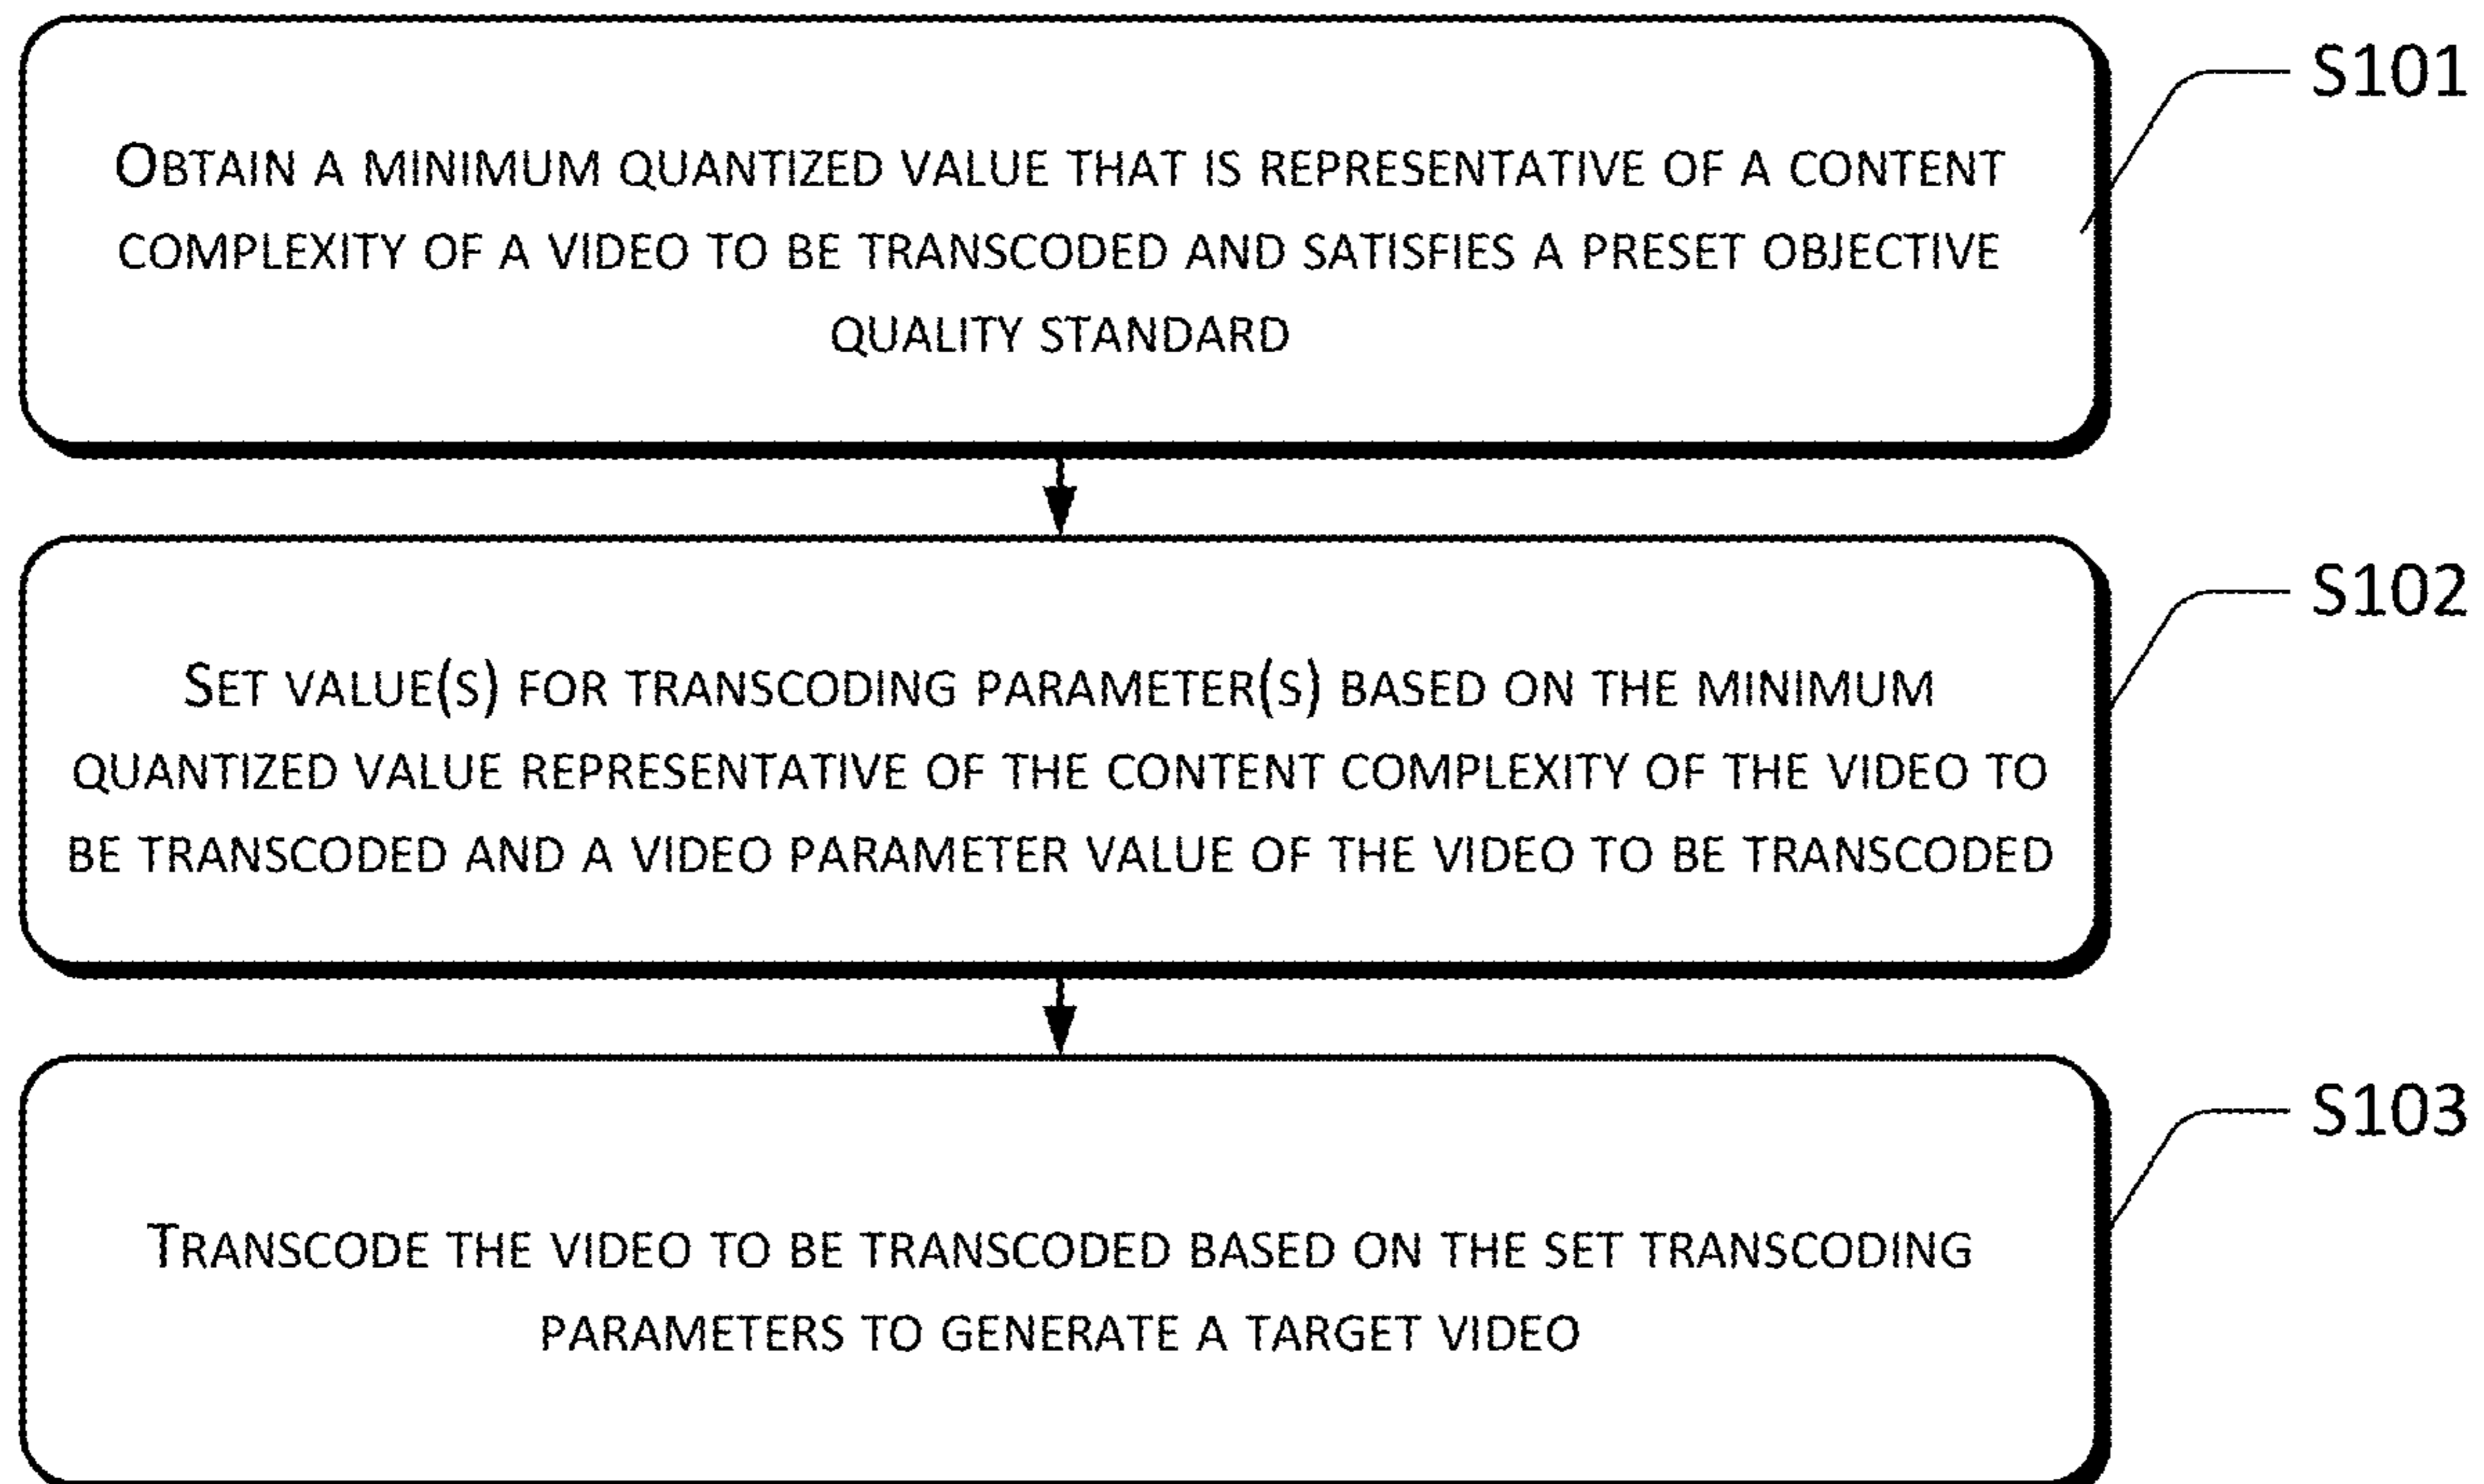 S101
OBTAIN A MINIMUM QUANTIZED VALUE THAT IS REPRESENTATIVE OF A CONTENT
COMPLEXITY OF A VIDEO TO BE TRANSCODED AND SATISFIES A PRESET OBJECTIVE
QUALITY STANDARD
S102
SET VALUE(S) FOR TRANSCODING PARAMETER(S) BASED ON THE MINIMUM
QUANTIZED VALUE REPRESENTATIVE OF THE CONTENT COMPLEXITY OF THE VIDEO TO
BE TRANSCODED AND A VIDEO PARAMETER VALUE OF THE VIDEO TO BE TRANSCODED
S103
TRANSCODE THE VIDEO TO BE TRANSCODED BASED ON THE SET TRANSCODING
PARAMETERS TO GENERATE A TARGET VIDEO